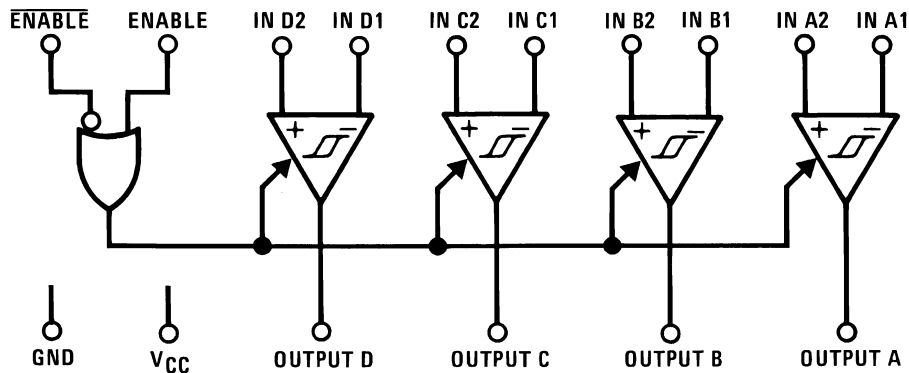 E̅N̅A̅B̅L̅E̅ ENABLE IN D2 IN D1 IN C2 IN C1 IN B2 IN B1 IN A2 IN A1
+ − + − + − + −
GND VCC OUTPUT D OUTPUT C OUTPUT B OUTPUT A